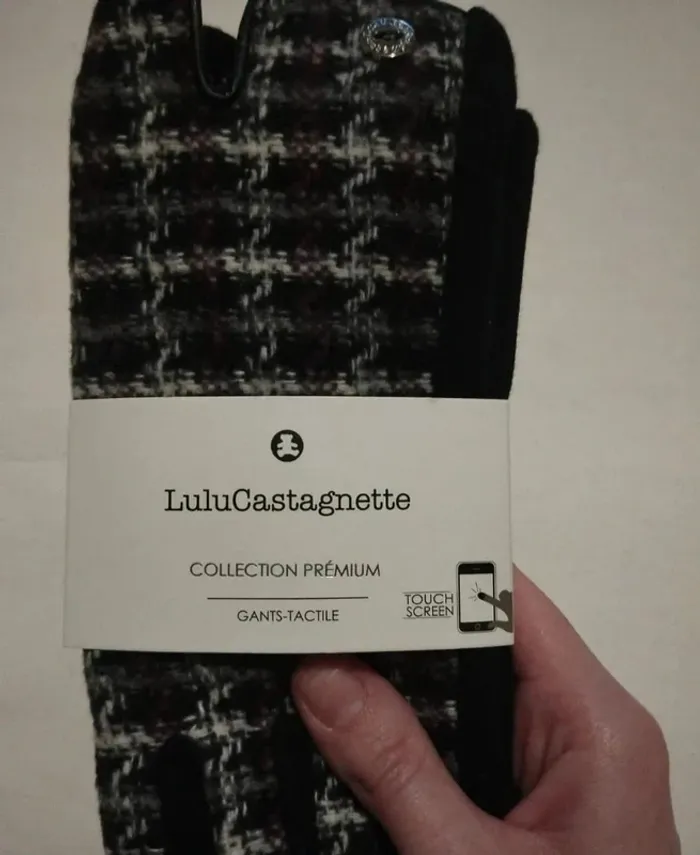 LuluCastagnette
COLLECTION PRÉMIUM
GANTS-TACTILE
TOUCH
SCREEN